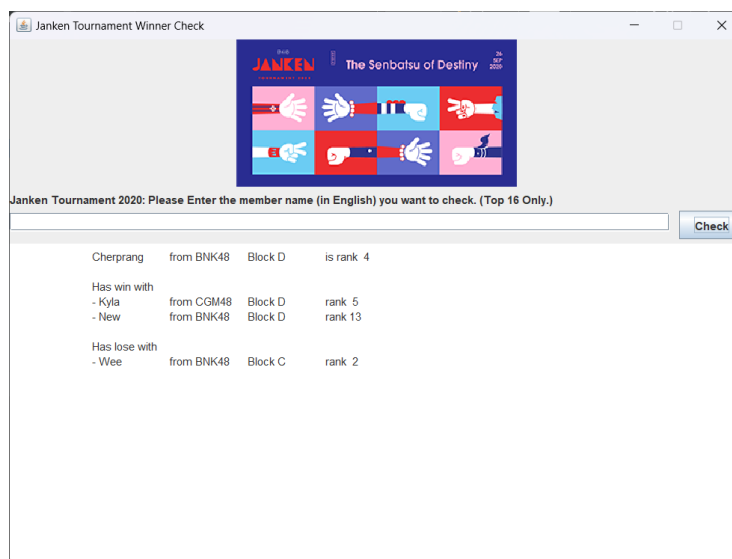 Janken Tournament Winner Check
JANKEN
The Senbatsu of Destiny
26
SEP
2020
Janken Tournament 2020: Please Enter the member name (in English) you want to check. (Top 16 Only.)
Check
Cherprang from BNK48 Block D is rank 4
Has win with
- Kyla from CGM48 Block D rank 5
- New from BNK48 Block D rank 13
Has lose with
- Wee from BNK48 Block C rank 2